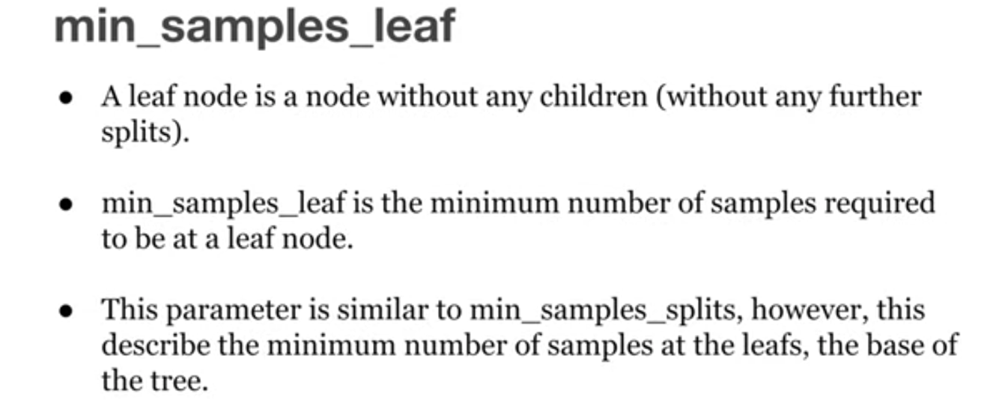 min_samples_leaf
● A leaf node is a node without any children (without any further
splits).
● min_samples_leaf is the minimum number of samples required
to be at a leaf node.
● This parameter is similar to min_samples_splits, however, this
describe the minimum number of samples at the leafs, the base of
the tree.